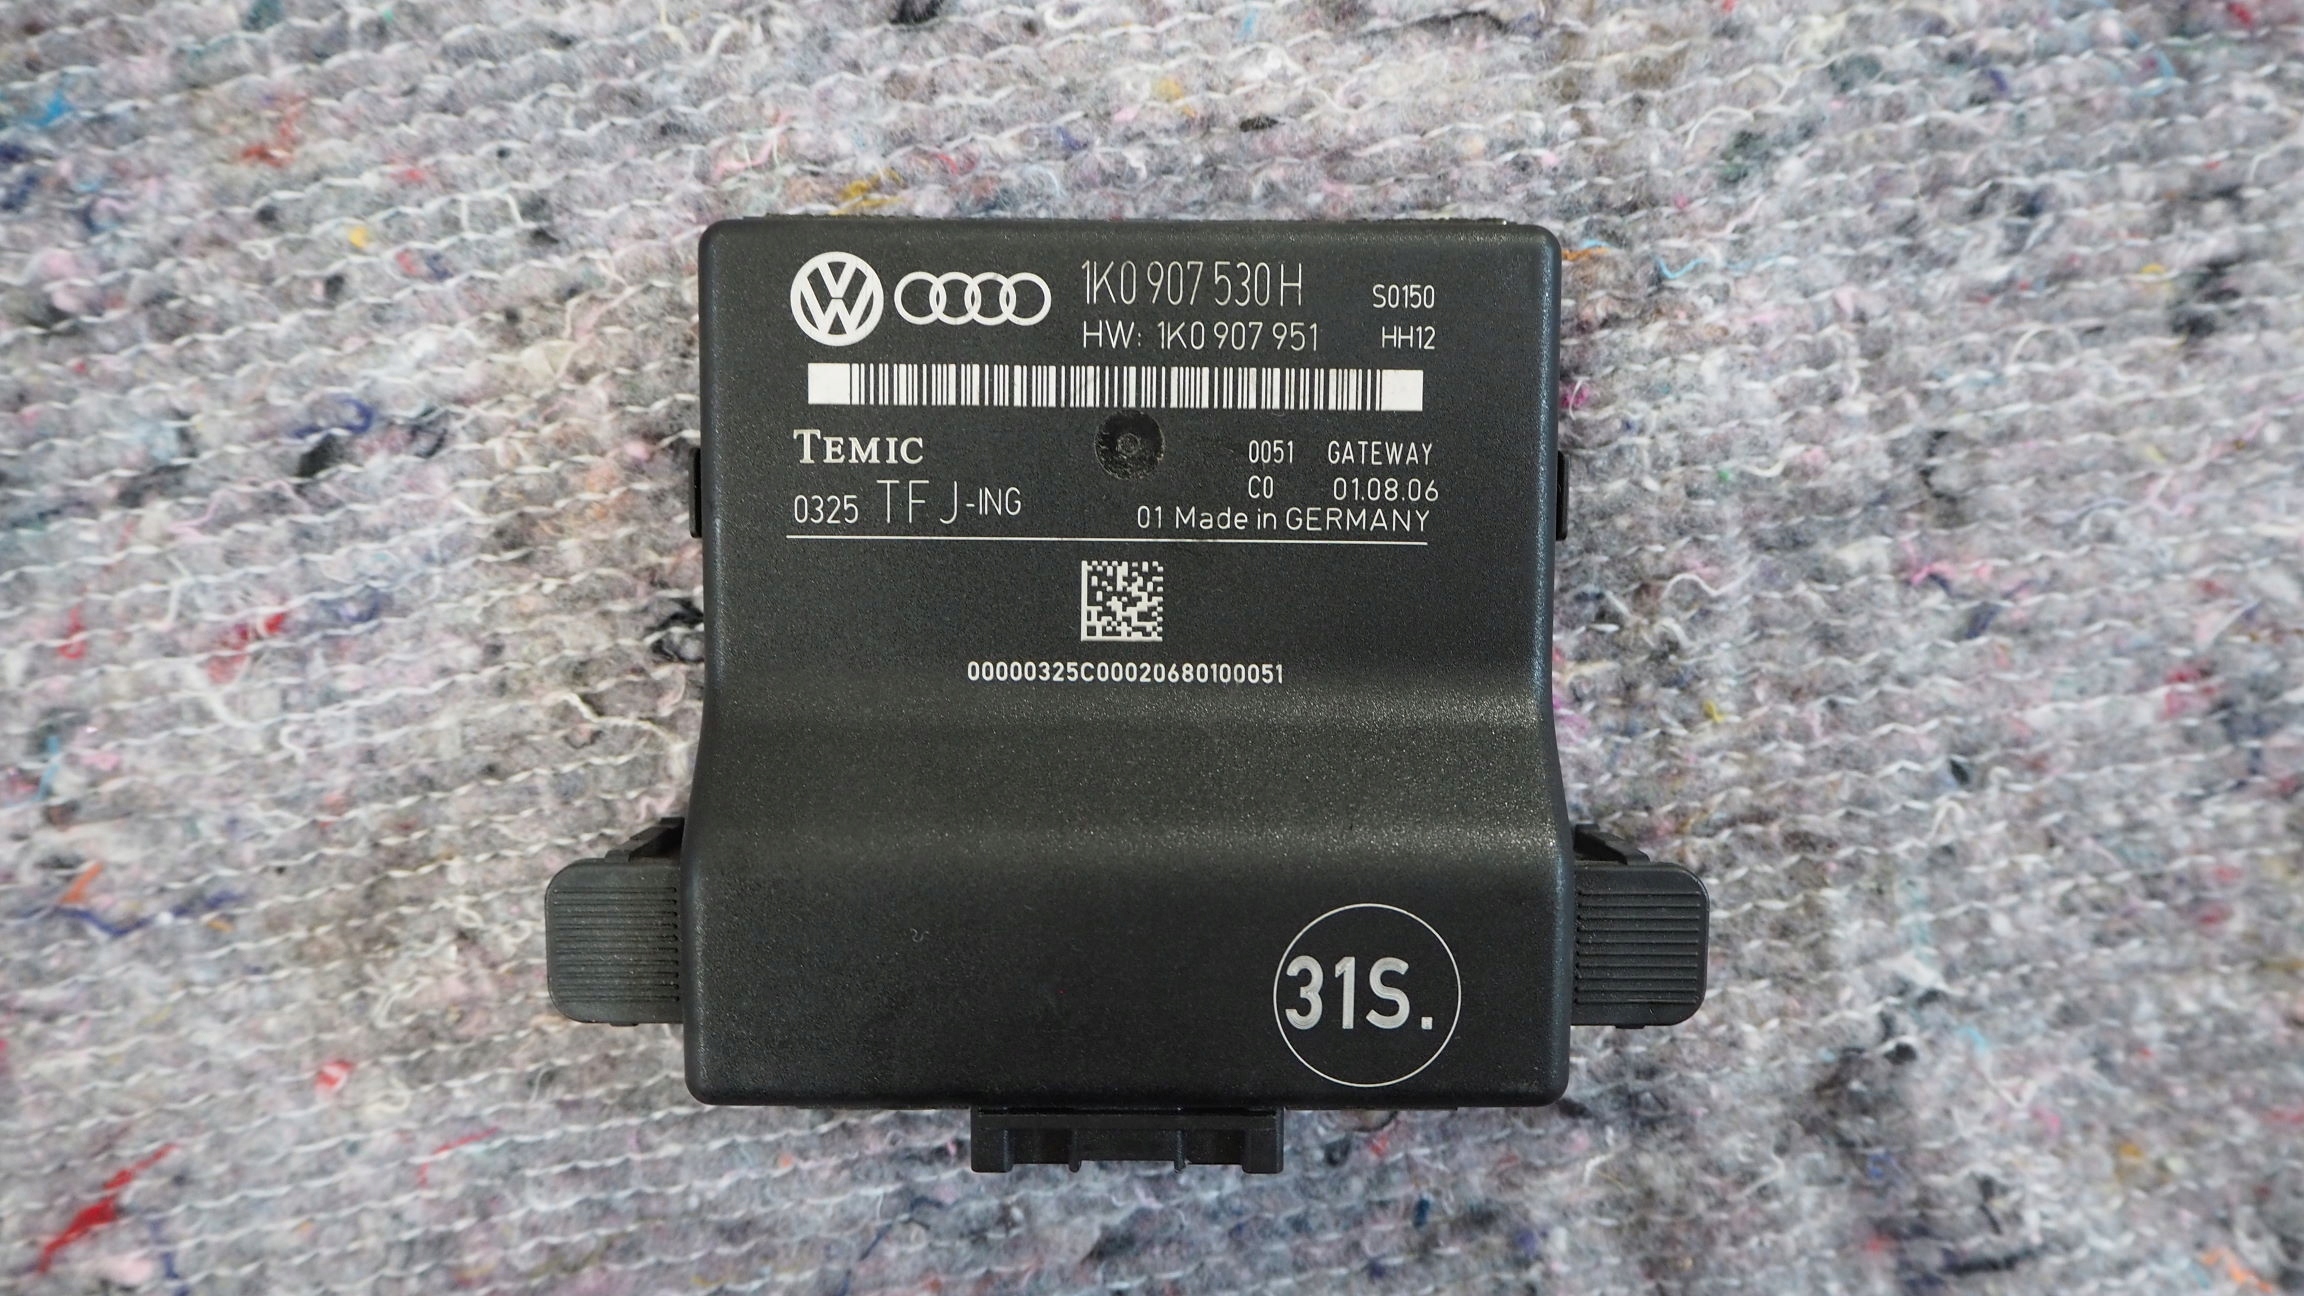 1K0 907 530 H S0150
HW: 1K0 907 951 HH12
TEMIC 0051 GATEWAY
C0 01.08.06
0325 TF J-ING 01 Made in GERMANY
00000325C00020680100051
31S.